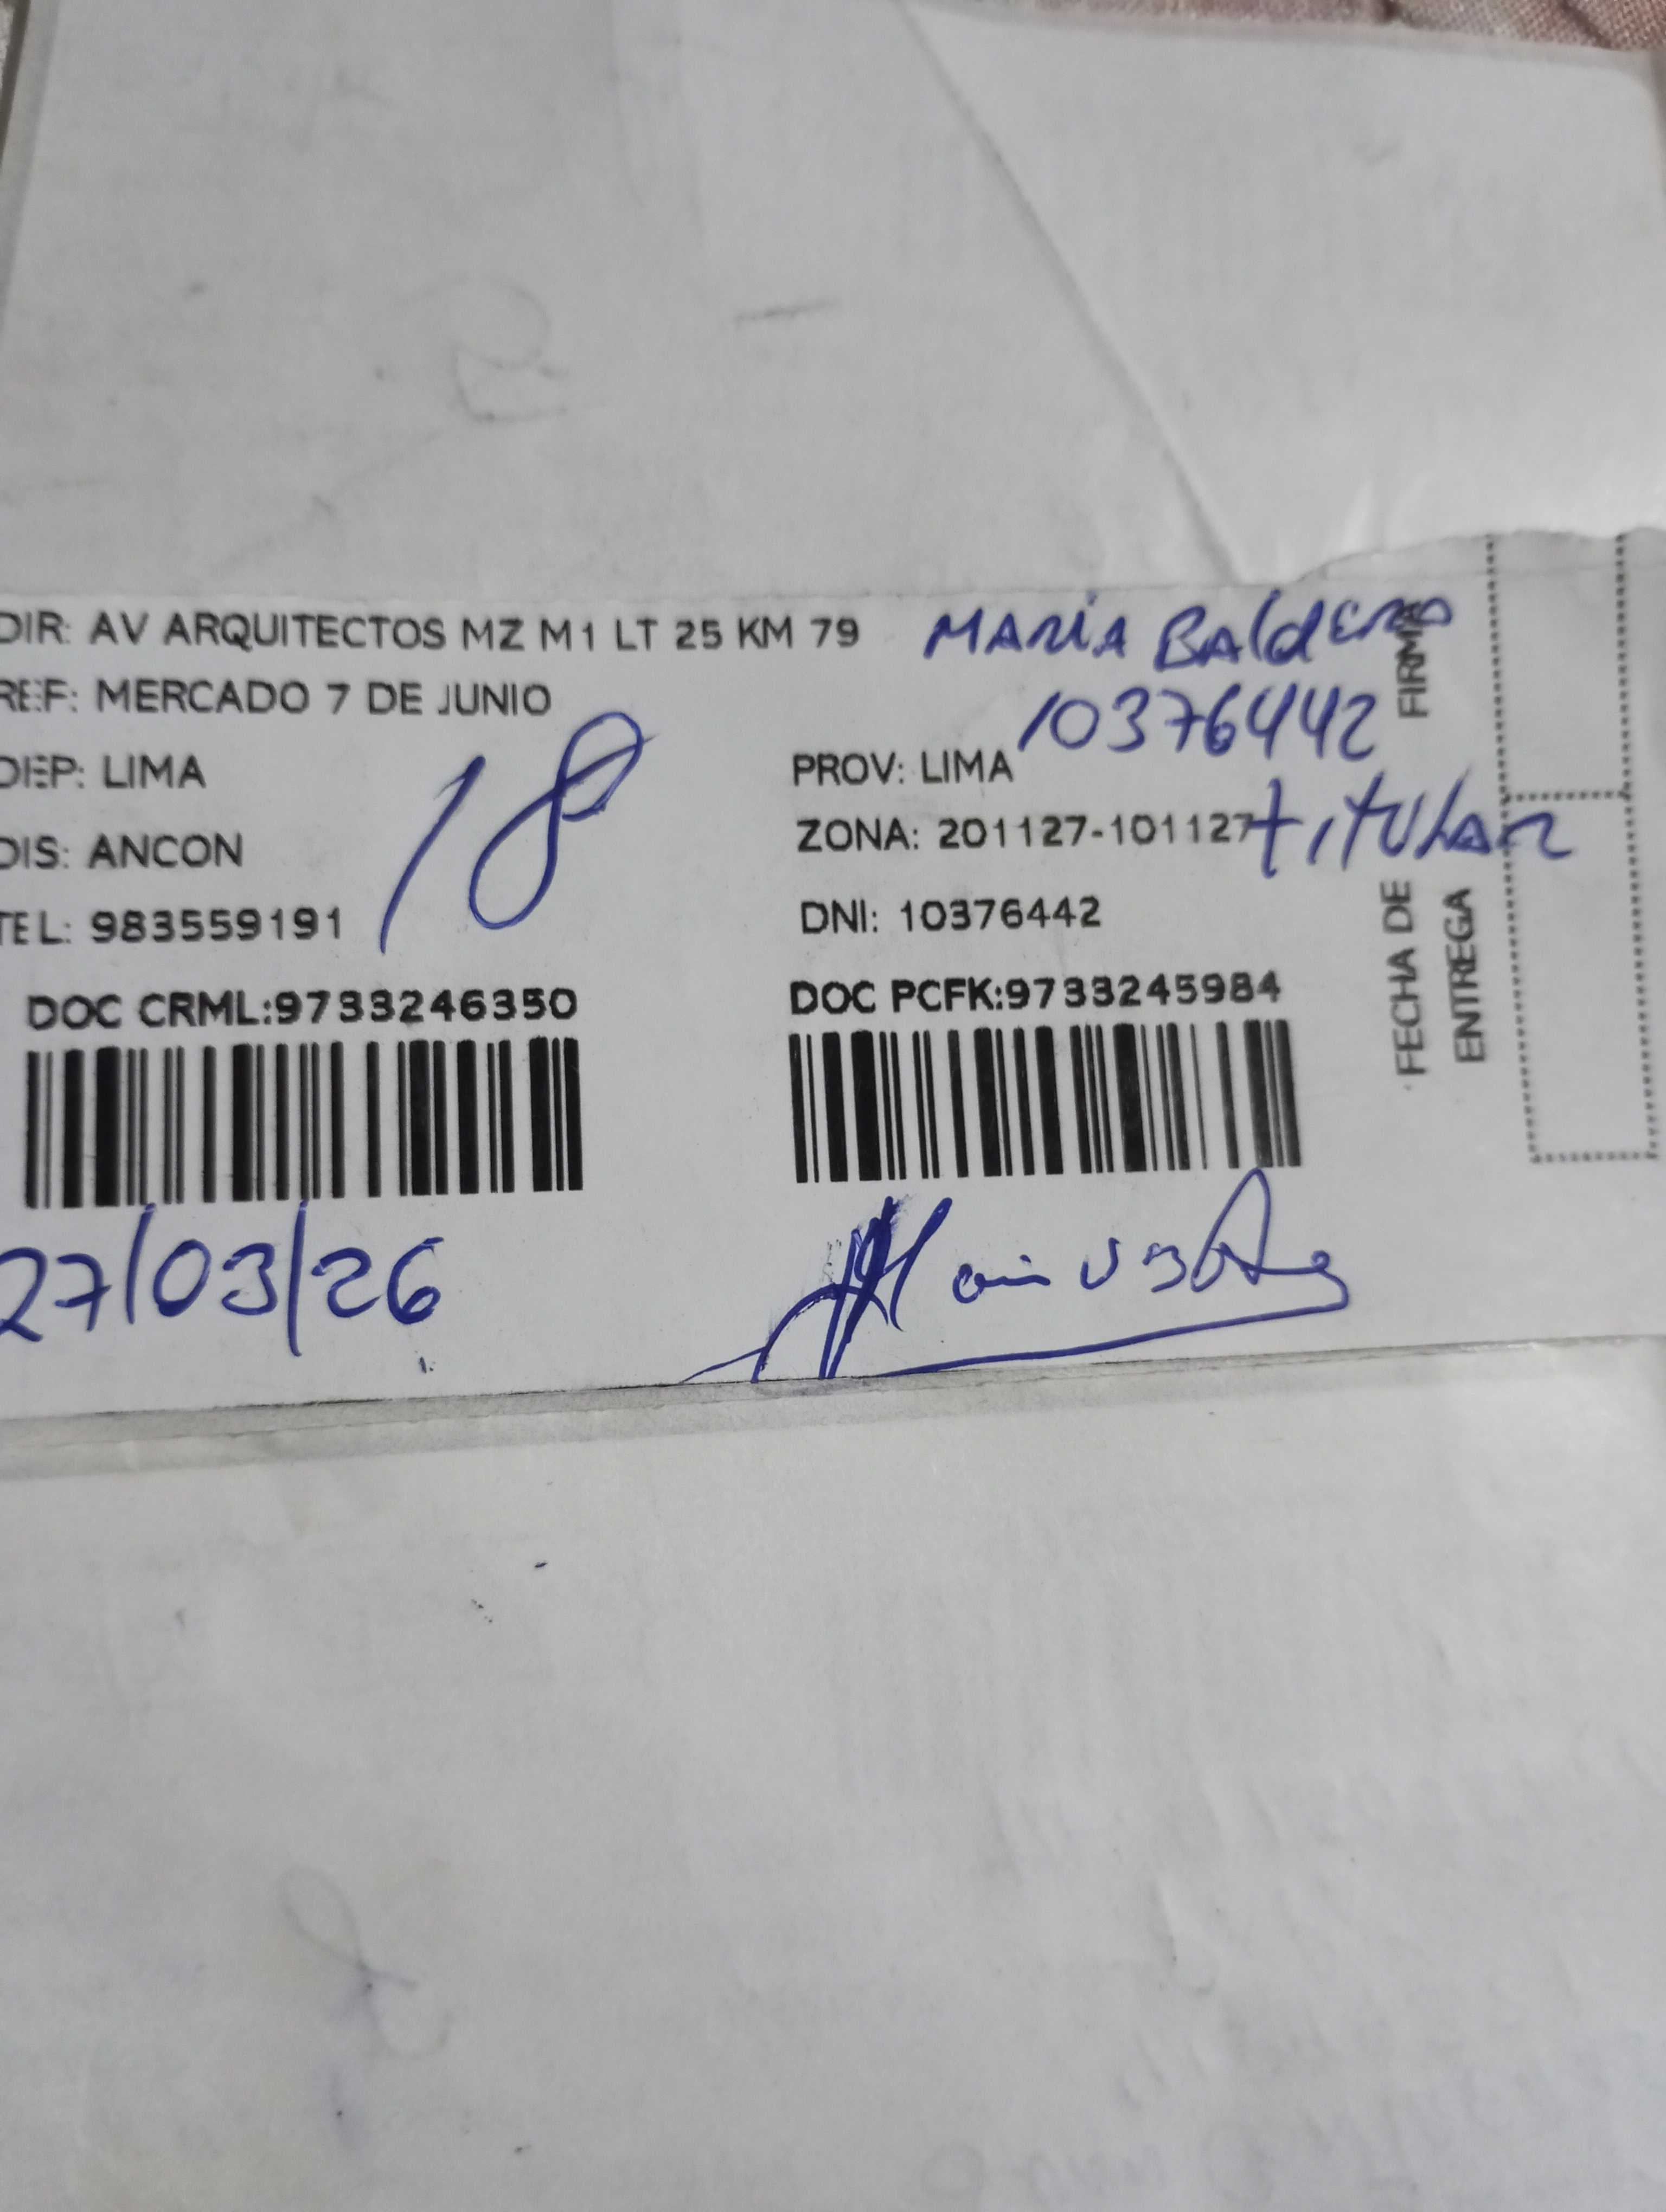 DIR: AV ARQUITECTOS MZ M1 LT 25 KM 79
MARÍA
REF: MERCADO 7 DE JUNIO
10376442
DEP: LIMA
PROV: LIMA
18
DIS: ANCON
ZONA: 201127-101127
titular
TEL: 983559191
DNI: 10376442
DOC CRML:9733246350
DOC PCFK:9733245984
27/03/26
FIRMA
FECHA DE
ENTREGA